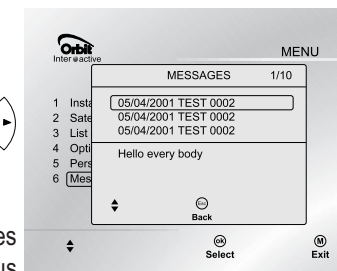 Orbit
Interactive
MENU
MESSAGES 1/10
1 Insta
2 Sate
3 List
4 Opti
5 Pers
6 Mes
05/04/2001 TEST 0002
05/04/2001 TEST 0002
05/04/2001 TEST 0002
Hello every body
Esc
Back
ok
Select
M
Exit
es
us